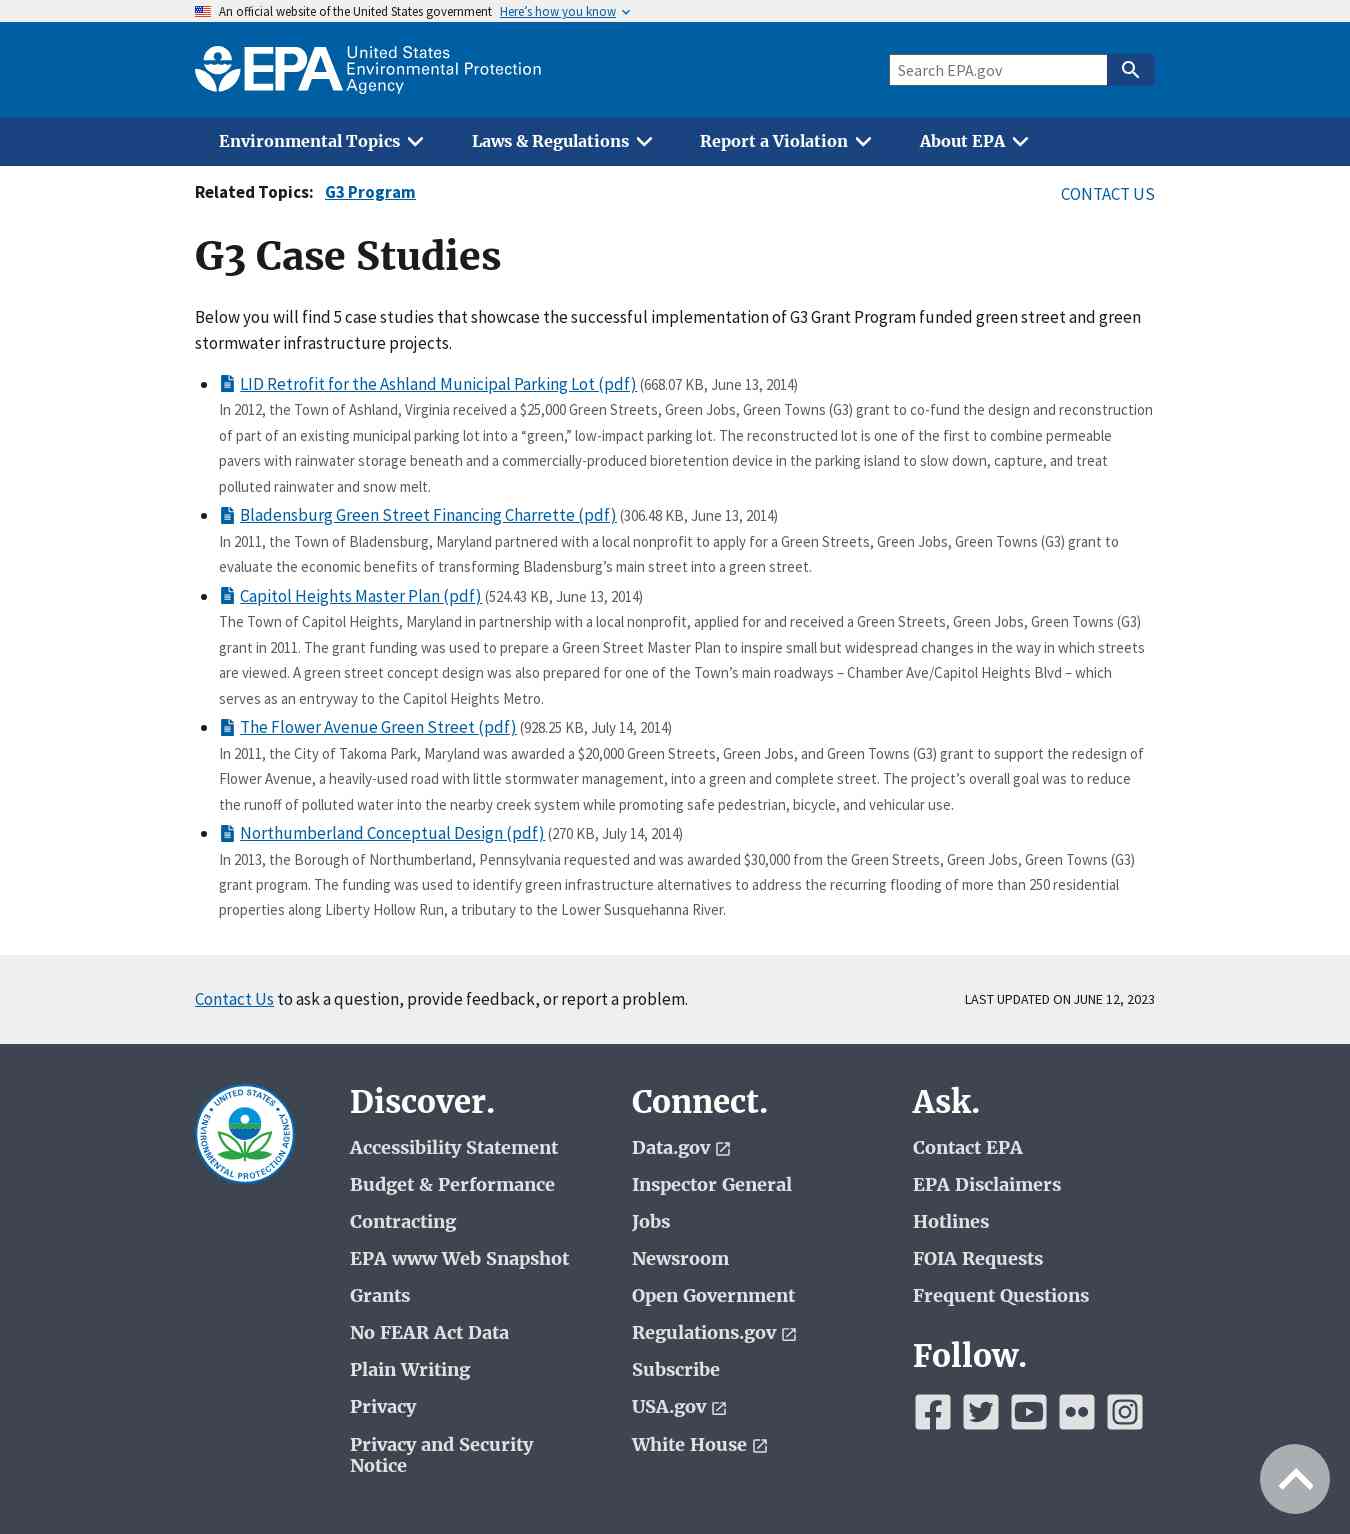 An official website of the United States government Here’s how you know
EPA United States
Environmental Protection
Agency
Search EPA.gov
Environmental Topics Laws & Regulations Report a Violation About EPA
Related Topics: G3 Program CONTACT US
G3 Case Studies
Below you will find 5 case studies that showcase the successful implementation of G3 Grant Program funded green street and green
stormwater infrastructure projects.
LID Retrofit for the Ashland Municipal Parking Lot (pdf) (668.07 KB, June 13, 2014)
In 2012, the Town of Ashland, Virginia received a $25,000 Green Streets, Green Jobs, Green Towns (G3) grant to co-fund the design and reconstruction
of part of an existing municipal parking lot into a “green,” low-impact parking lot. The reconstructed lot is one of the first to combine permeable
pavers with rainwater storage beneath and a commercially-produced bioretention device in the parking island to slow down, capture, and treat
polluted rainwater and snow melt.
Bladensburg Green Street Financing Charrette (pdf) (306.48 KB, June 13, 2014)
In 2011, the Town of Bladensburg, Maryland partnered with a local nonprofit to apply for a Green Streets, Green Jobs, Green Towns (G3) grant to
evaluate the economic benefits of transforming Bladensburg’s main street into a green street.
Capitol Heights Master Plan (pdf) (524.43 KB, June 13, 2014)
The Town of Capitol Heights, Maryland in partnership with a local nonprofit, applied for and received a Green Streets, Green Jobs, Green Towns (G3)
grant in 2011. The grant funding was used to prepare a Green Street Master Plan to inspire small but widespread changes in the way in which streets
are viewed. A green street concept design was also prepared for one of the Town’s main roadways – Chamber Ave/Capitol Heights Blvd – which
serves as an entryway to the Capitol Heights Metro.
The Flower Avenue Green Street (pdf) (928.25 KB, July 14, 2014)
In 2011, the City of Takoma Park, Maryland was awarded a $20,000 Green Streets, Green Jobs, and Green Towns (G3) grant to support the redesign of
Flower Avenue, a heavily-used road with little stormwater management, into a green and complete street. The project’s overall goal was to reduce
the runoff of polluted water into the nearby creek system while promoting safe pedestrian, bicycle, and vehicular use.
Northumberland Conceptual Design (pdf) (270 KB, July 14, 2014)
In 2013, the Borough of Northumberland, Pennsylvania requested and was awarded $30,000 from the Green Streets, Green Jobs, Green Towns (G3)
grant program. The funding was used to identify green infrastructure alternatives to address the recurring flooding of more than 250 residential
properties along Liberty Hollow Run, a tributary to the Lower Susquehanna River.
Contact Us to ask a question, provide feedback, or report a problem. LAST UPDATED ON JUNE 12, 2023
UNITED STATES
ENVIRONMENTAL PROTECTION AGENCY
Discover.
Accessibility Statement
Budget & Performance
Contracting
EPA www Web Snapshot
Grants
No FEAR Act Data
Plain Writing
Privacy
Privacy and Security
Notice
Connect.
Data.gov
Inspector General
Jobs
Newsroom
Open Government
Regulations.gov
Subscribe
USA.gov
White House
Ask.
Contact EPA
EPA Disclaimers
Hotlines
FOIA Requests
Frequent Questions
Follow.